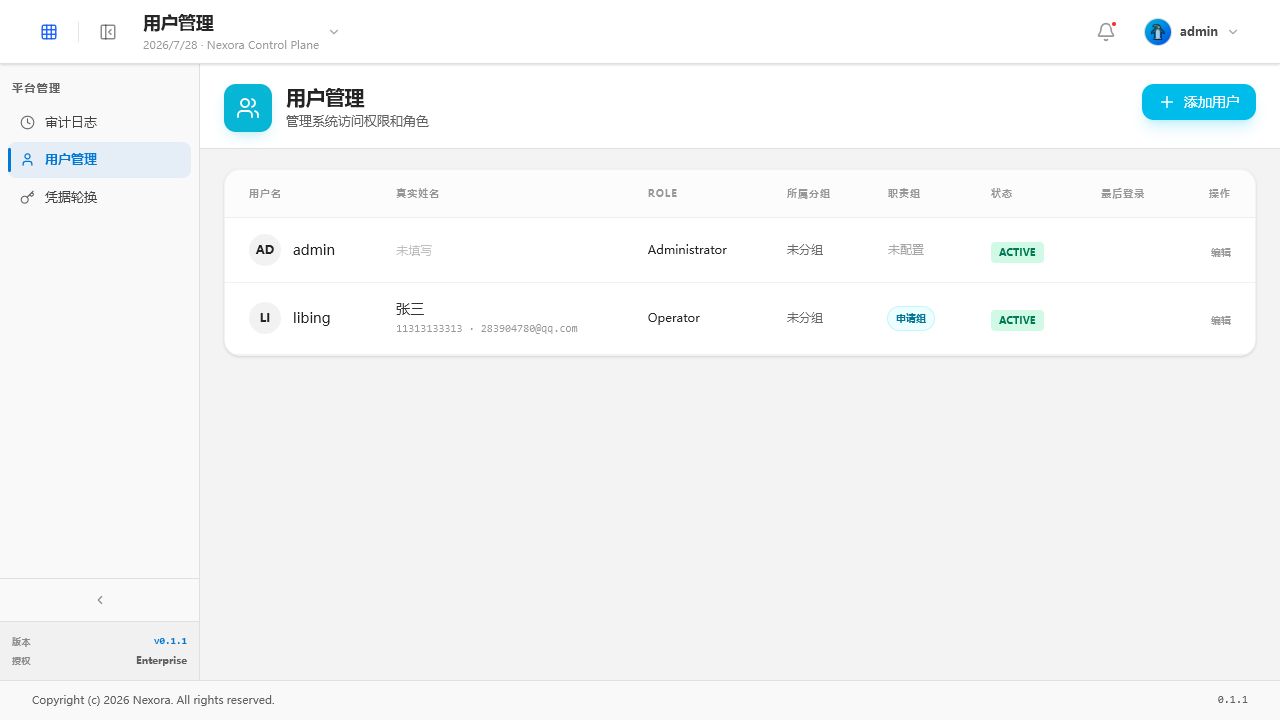 用户管理
2026/7/28 · Nexora Control Plane
admin
平台管理
审计日志
用户管理
凭据轮换
用户管理
管理系统访问权限和角色
添加用户
用户名 真实姓名 ROLE 所属分组 职责组 状态 最后登录 操作
AD admin 未填写 Administrator 未分组 未配置 ACTIVE 编辑
LI libing 张三 Operator 未分组 申请组 ACTIVE 编辑
11313133313 · 283904780@qq.com
版本 v0.1.1
授权 Enterprise
Copyright (c) 2026 Nexora. All rights reserved.
0.1.1